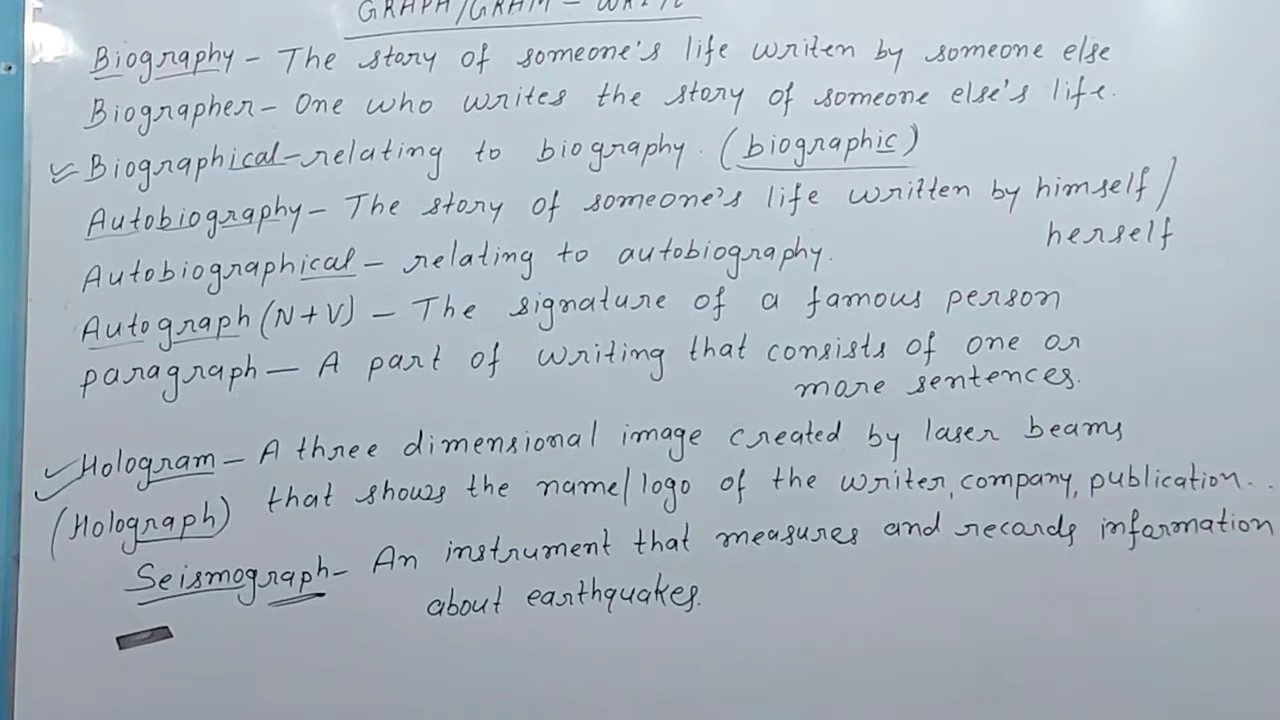 GRAPH/GRAM - WRITE
Biography - The story of someone's life writen by someone else
Biographer - One who writes the story of someone else's life.
Biographical - relating to biography. (biographic)
Autobiography - The story of someone's life written by himself/
herself
Autobiographical - relating to autobiography.
Autograph (N+V) - The signature of a famous person
paragraph - A part of writing that consists of one or
more sentences.
Hologram - A three dimensional image created by laser beams
(Holograph) that shows the name/logo of the writer, company, publication...
Seismograph - An instrument that measures and records information
about earthquakes.